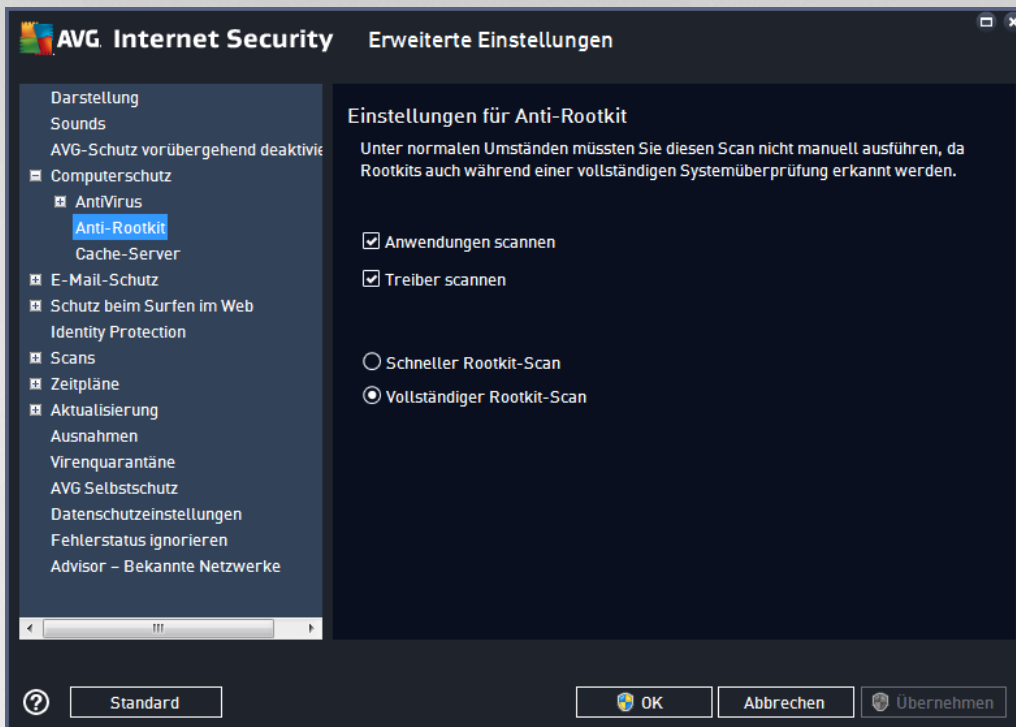 AVG. Internet Security Erweiterte Einstellungen
Darstellung
Sounds
AVG-Schutz vorübergehend deaktivie
Computerschutz
AntiVirus
Anti-Rootkit
Cache-Server
E-Mail-Schutz
Schutz beim Surfen im Web
Identity Protection
Scans
Zeitpläne
Aktualisierung
Ausnahmen
Virenquarantäne
AVG Selbstschutz
Datenschutzeinstellungen
Fehlerstatus ignorieren
Advisor – Bekannte Netzwerke
Einstellungen für Anti-Rootkit
Unter normalen Umständen müssten Sie diesen Scan nicht manuell ausführen, da
Rootkits auch während einer vollständigen Systemüberprüfung erkannt werden.
Anwendungen scannen
Treiber scannen
Schneller Rootkit-Scan
Vollständiger Rootkit-Scan
? Standard OK Abbrechen Übernehmen